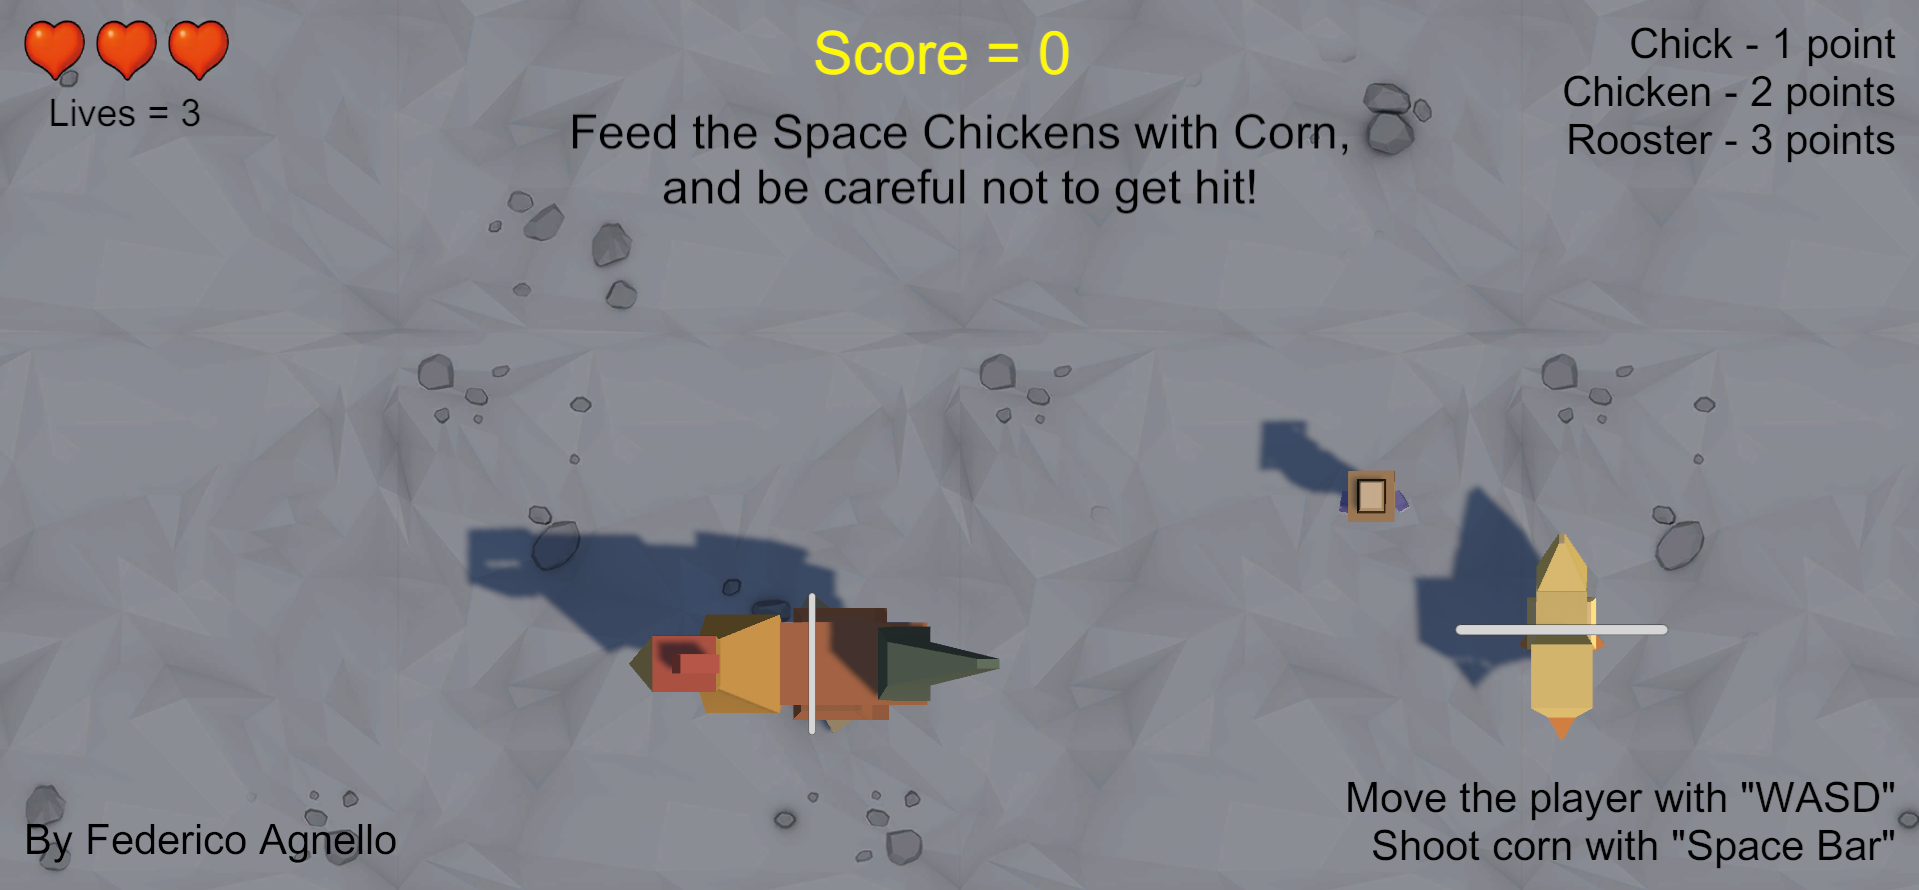 Score = 0
Lives = 3
Feed the Space Chickens with Corn,
and be careful not to get hit!
Chick - 1 point
Chicken - 2 points
Rooster - 3 points
By Federico Agnello
Move the player with "WASD"
Shoot corn with "Space Bar"